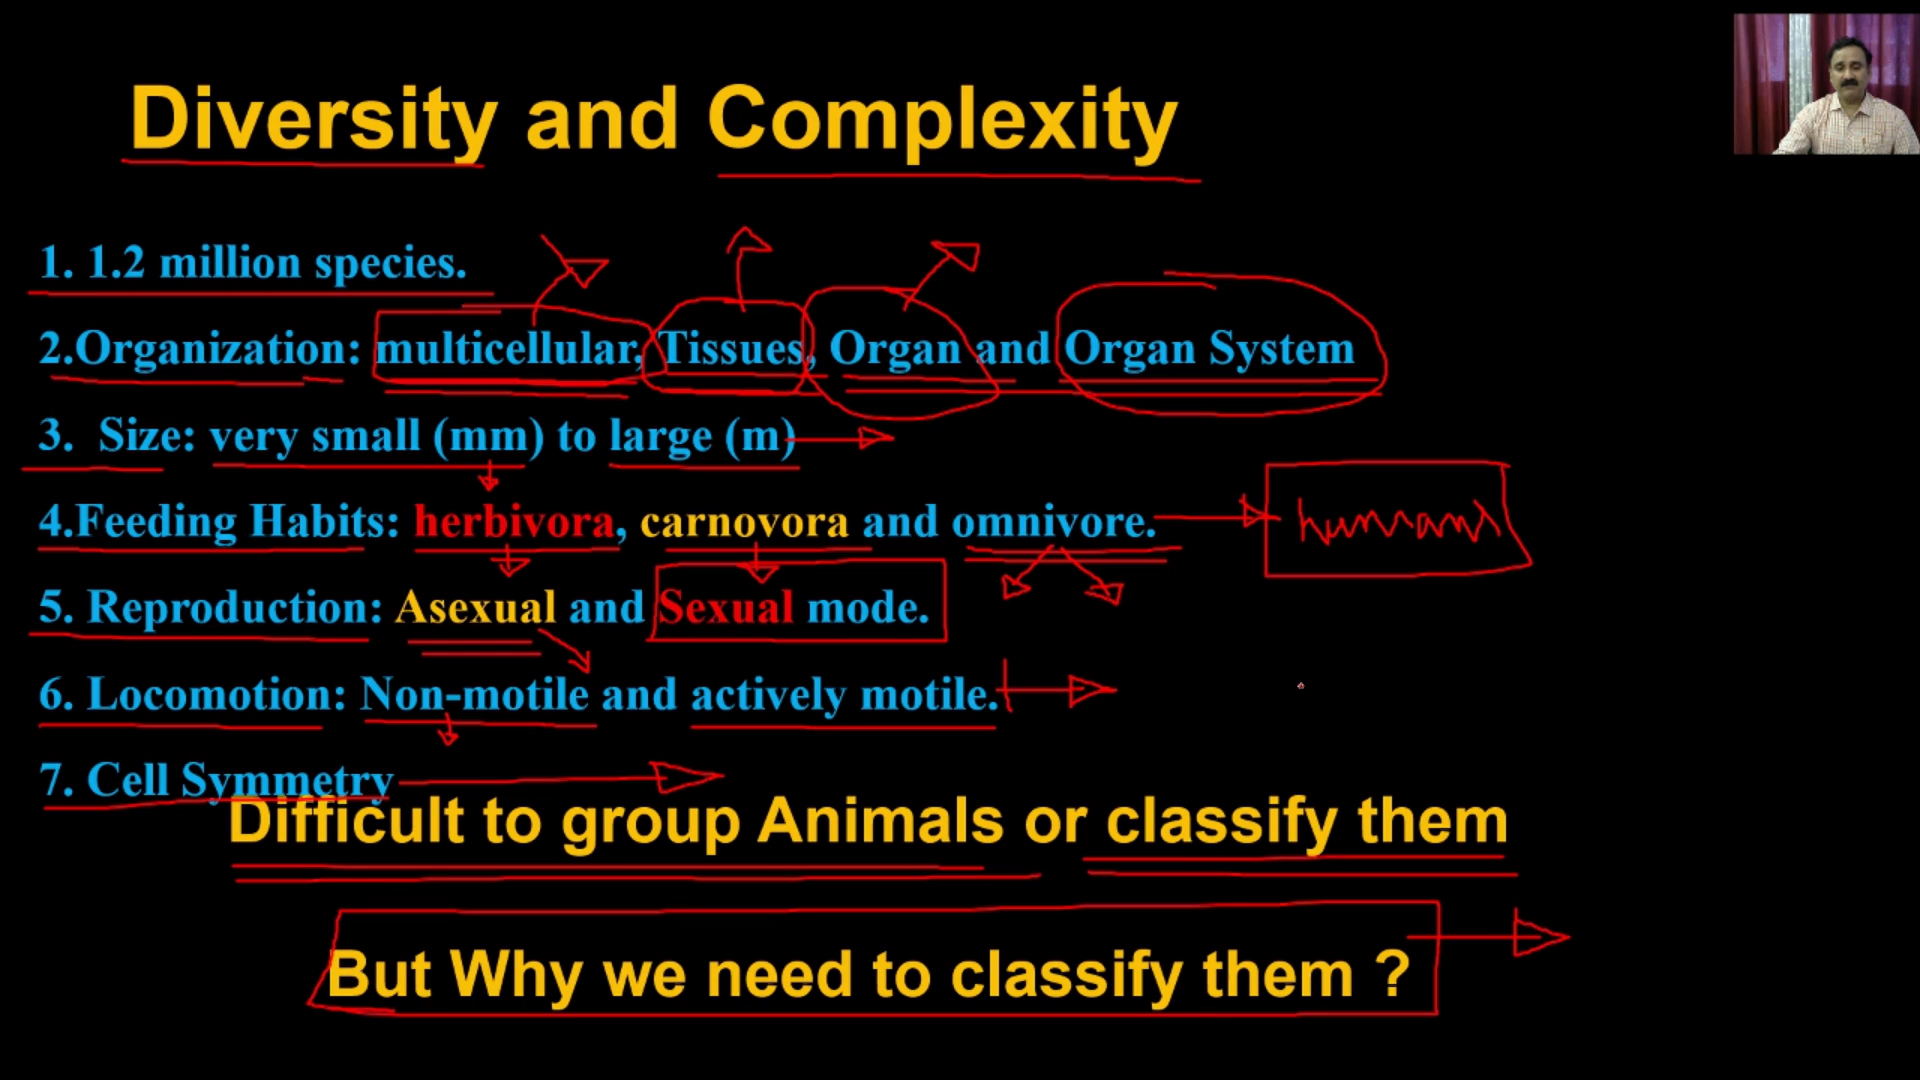 Diversity and Complexity
1. 1.2 million species.
2.Organization: multicellular, Tissues, Organ and Organ System
3. Size: very small (mm) to large (m)
4.Feeding Habits: herbivora, carnovora and omnivore. humans
5. Reproduction: Asexual and Sexual mode.
6. Locomotion: Non-motile and actively motile.
7. Cell Symmetry
Difficult to group Animals or classify them
But Why we need to classify them ?